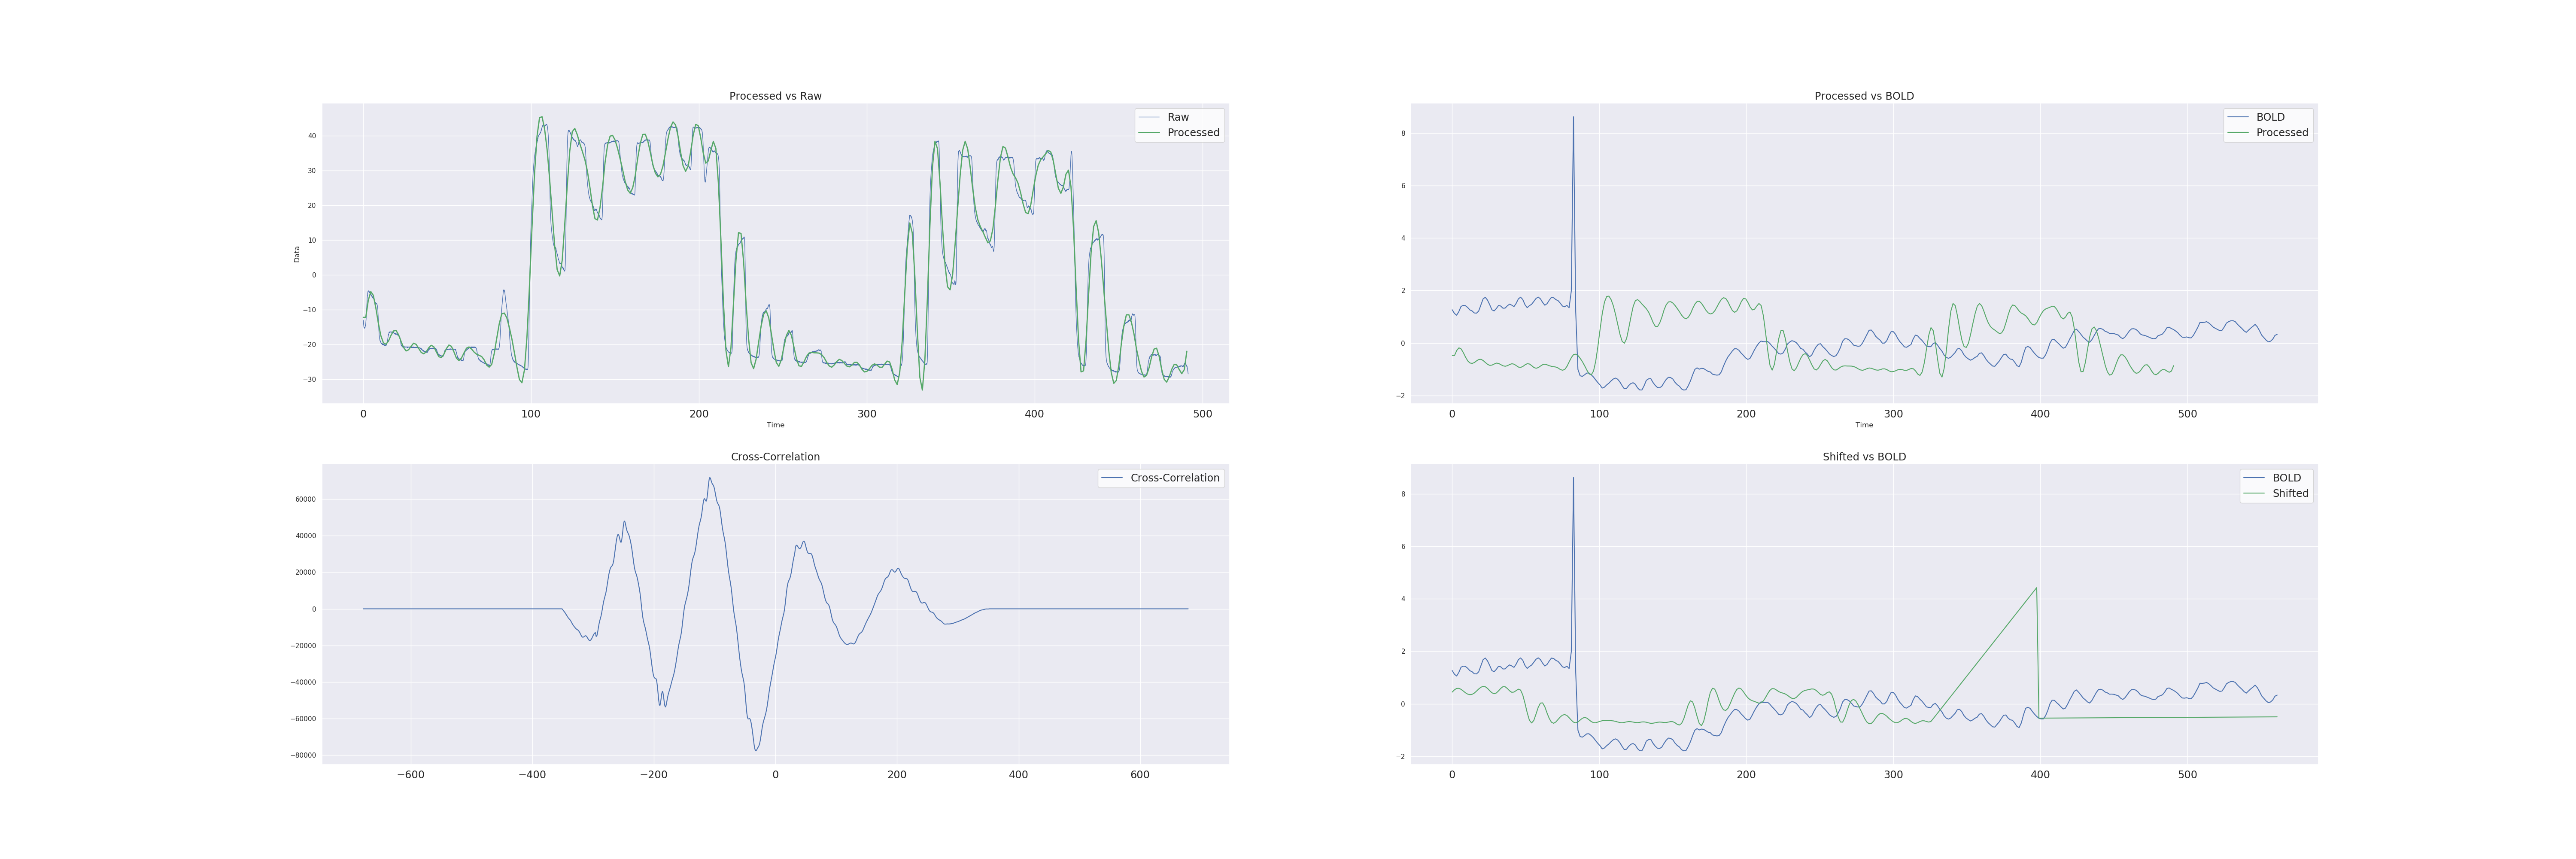 Processed vs Raw
Raw
Processed
40
30
20
10
0
−10
−20
−30
Data
0 100 200 300 400 500
Time
Processed vs BOLD
BOLD
Processed
8
6
4
2
0
−2
0 100 200 300 400 500
Time
Cross-Correlation
Cross-Correlation
60000
40000
20000
0
−20000
−40000
−60000
−80000
−600 −400 −200 0 200 400 600
Shifted vs BOLD
BOLD
Shifted
8
6
4
2
0
−2
0 100 200 300 400 500